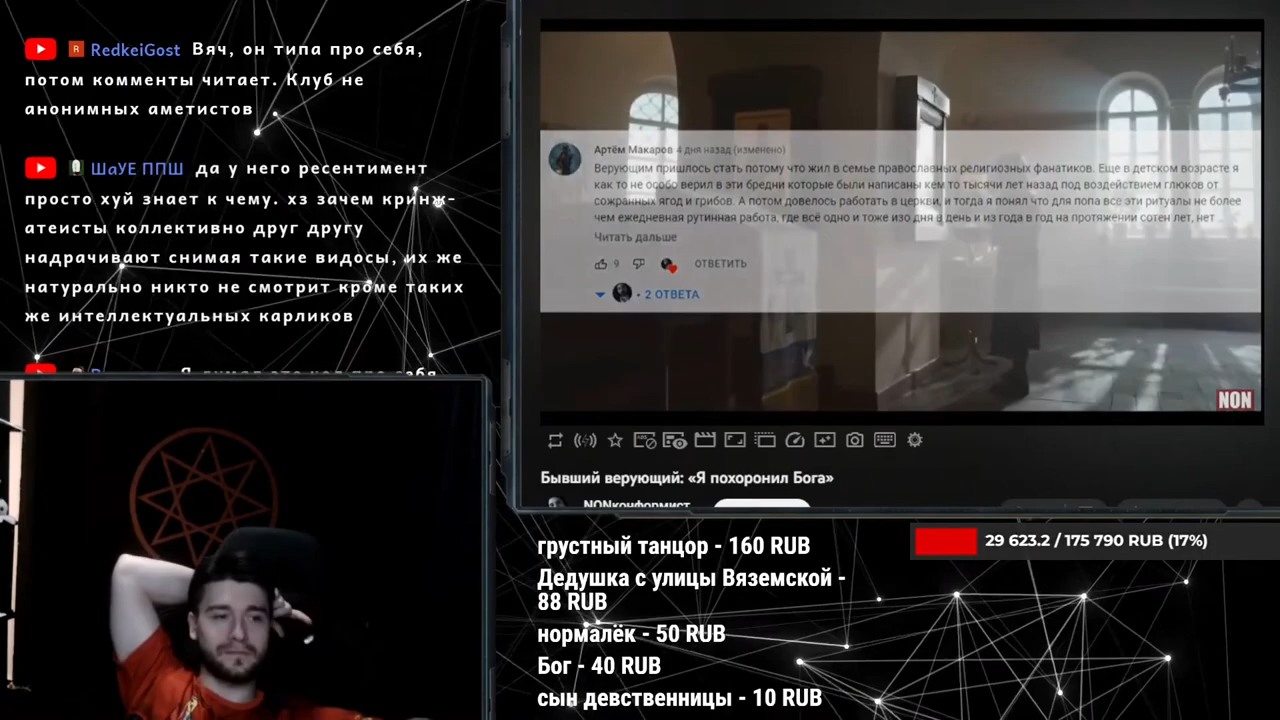 RedkeiGost Вяч, он типа про себя,
потом комменты читает. Клуб не
анонимных аметистов
ШаУЕ ППШ да у него ресентимент
просто хуй знает к чему. хз зачем кринж-
атеисты коллективно друг другу
надрачивают снимая такие видосы, их же
натурально никто не смотрит кроме таких
же интеллектуальных карликов
Артём Макаров 4 дня назад (изменено)
Верующим пришлось стать потому что жил в семье православных религиозных фанатиков. Еще в детском возрасте я
как то не особо верил в эти бредни которые были написаны кем то тысячи лет назад под воздействием глюков от
сожранных ягод и грибов. А потом довелось работать в церкви, и тогда я понял что для попа все эти ритуалы не более
чем ежедневная рутинная работа, где всё одно и тоже изо дня в день и из года в год на протяжении сотен лет, нет
Читать дальше
9 ОТВЕТИТЬ
• 2 ОТВЕТА
NON
Бывший верующий: «Я похоронил Бога»
NONконформист
29 623.2 / 175 790 RUB (17%)
грустный танцор - 160 RUB
Дедушка с улицы Вяземской -
88 RUB
нормалёк - 50 RUB
Бог - 40 RUB
сын девственницы - 10 RUB